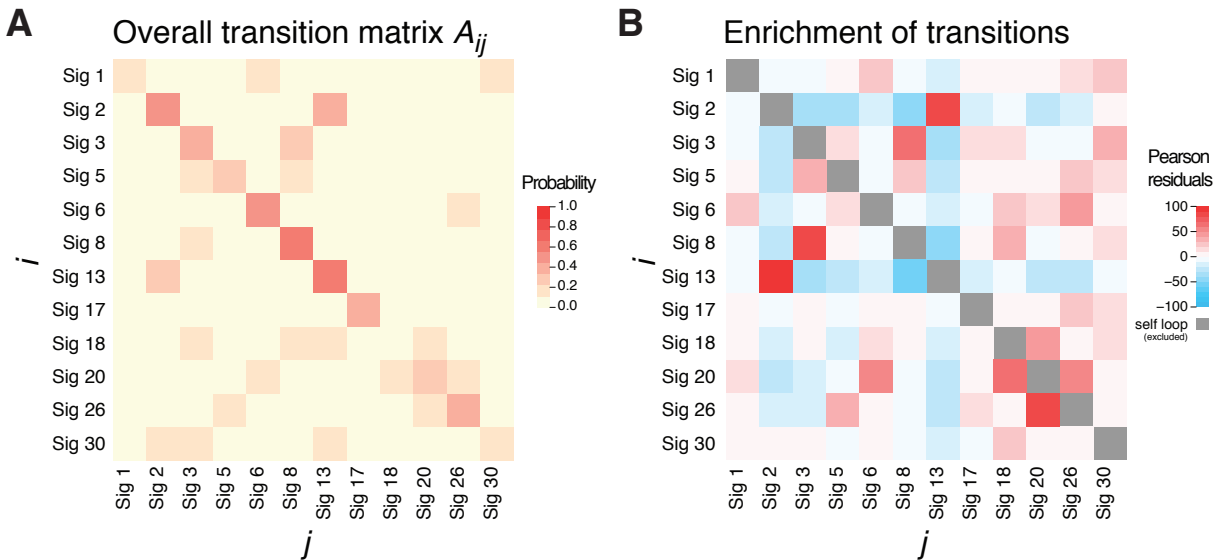 A
Overall transition matrix A_ij
Sig 1
Sig 2
Sig 3
Sig 5
Sig 6
Sig 8
Sig 13
Sig 17
Sig 18
Sig 20
Sig 26
Sig 30
i
Sig 1
Sig 2
Sig 3
Sig 5
Sig 6
Sig 8
Sig 13
Sig 17
Sig 18
Sig 20
Sig 26
Sig 30
j
Probability
1.0
0.8
0.6
0.4
0.2
0.0
B
Enrichment of transitions
Sig 1
Sig 2
Sig 3
Sig 5
Sig 6
Sig 8
Sig 13
Sig 17
Sig 18
Sig 20
Sig 26
Sig 30
i
Sig 1
Sig 2
Sig 3
Sig 5
Sig 6
Sig 8
Sig 13
Sig 17
Sig 18
Sig 20
Sig 26
Sig 30
j
Pearson
residuals
100
50
0
−50
−100
self loop
(excluded)